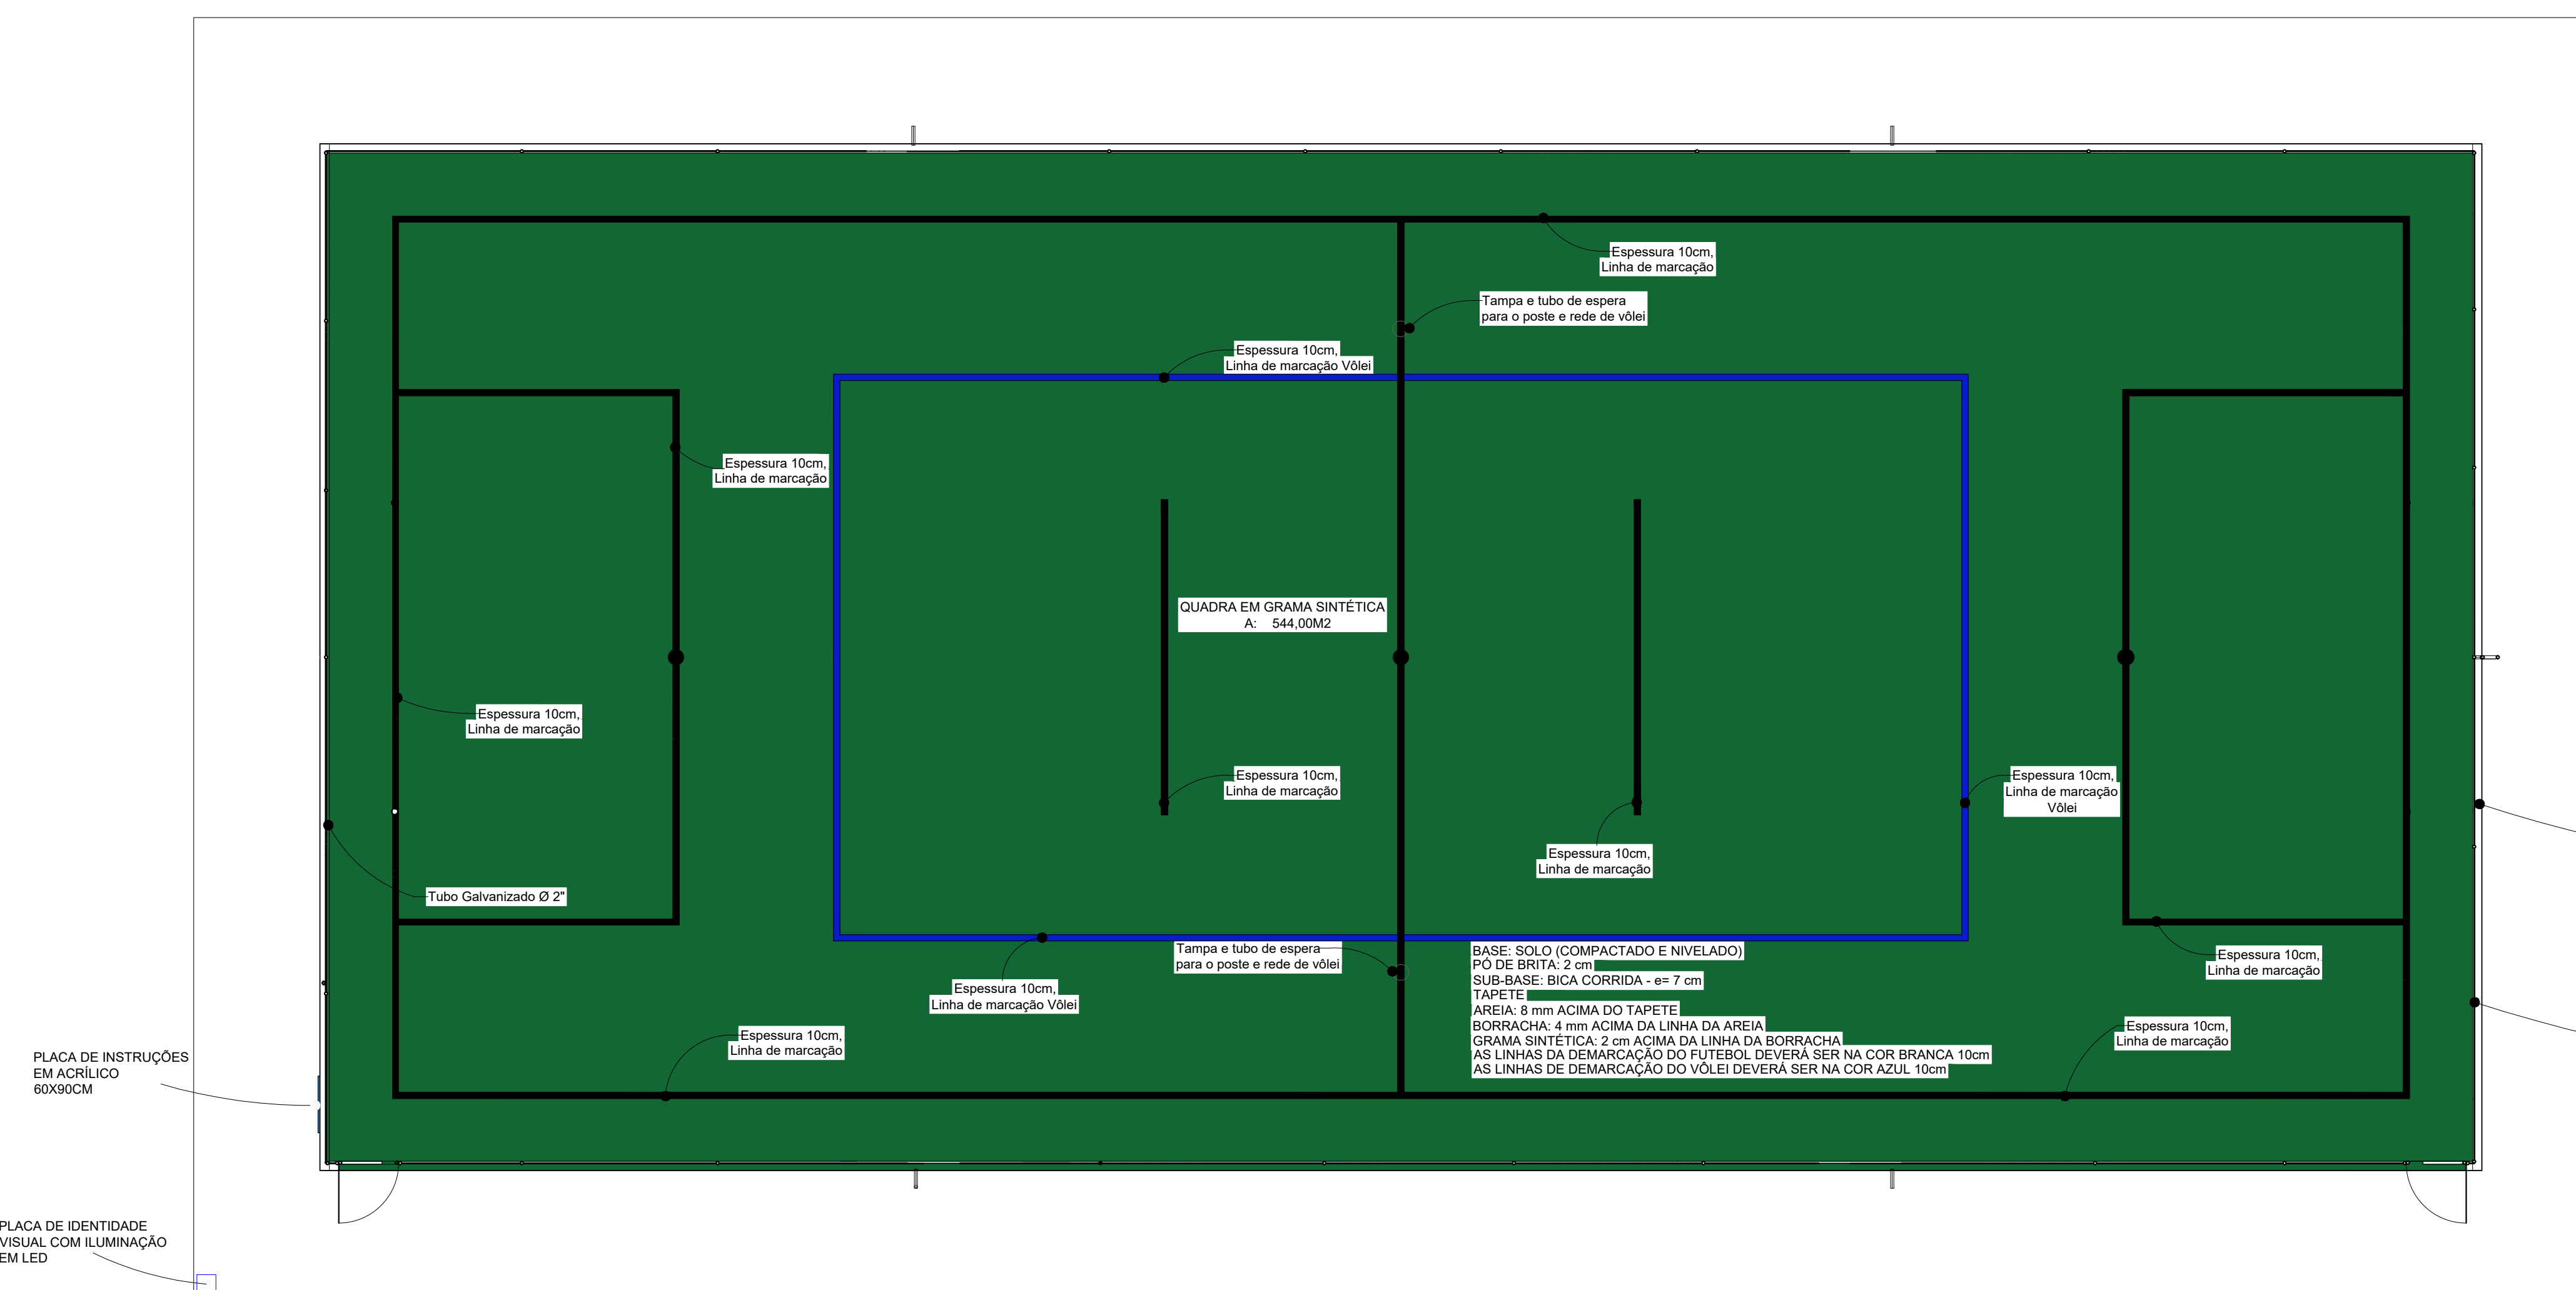 Espessura 10cm,
Linha de marcação
Tampa e tubo de espera
para o poste e rede de vôlei
Espessura 10cm,
Linha de marcação Vôlei
Espessura 10cm,
Linha de marcação
QUADRA EM GRAMA SINTÉTICA
A: 544,00M2
Espessura 10cm,
Linha de marcação
Espessura 10cm,
Linha de marcação
Espessura 10cm,
Linha de marcação
Vôlei
Espessura 10cm,
Linha de marcação
Tubo Galvanizado Ø 2"
Tampa e tubo de espera
para o poste e rede de vôlei
BASE: SOLO (COMPACTADO E NIVELADO)
PÓ DE BRITA: 2 cm
SUB-BASE: BICA CORRIDA - e= 7 cm
TAPETE
AREIA: 8 mm ACIMA DO TAPETE
BORRACHA: 4 mm ACIMA DA LINHA DA AREIA
GRAMA SINTÉTICA: 2 cm ACIMA DA LINHA DA BORRACHA
AS LINHAS DA DEMARCAÇÃO DO FUTEBOL DEVERÁ SER NA COR BRANCA 10cm
AS LINHAS DE DEMARCAÇÃO DO VÔLEI DEVERÁ SER NA COR AZUL 10cm
Espessura 10cm,
Linha de marcação
Espessura 10cm,
Linha de marcação Vôlei
Espessura 10cm,
Linha de marcação
Espessura 10cm,
Linha de marcação
PLACA DE INSTRUÇÕES
EM ACRÍLICO
60X90CM
PLACA DE IDENTIDADE
VISUAL COM ILUMINAÇÃO
EM LED